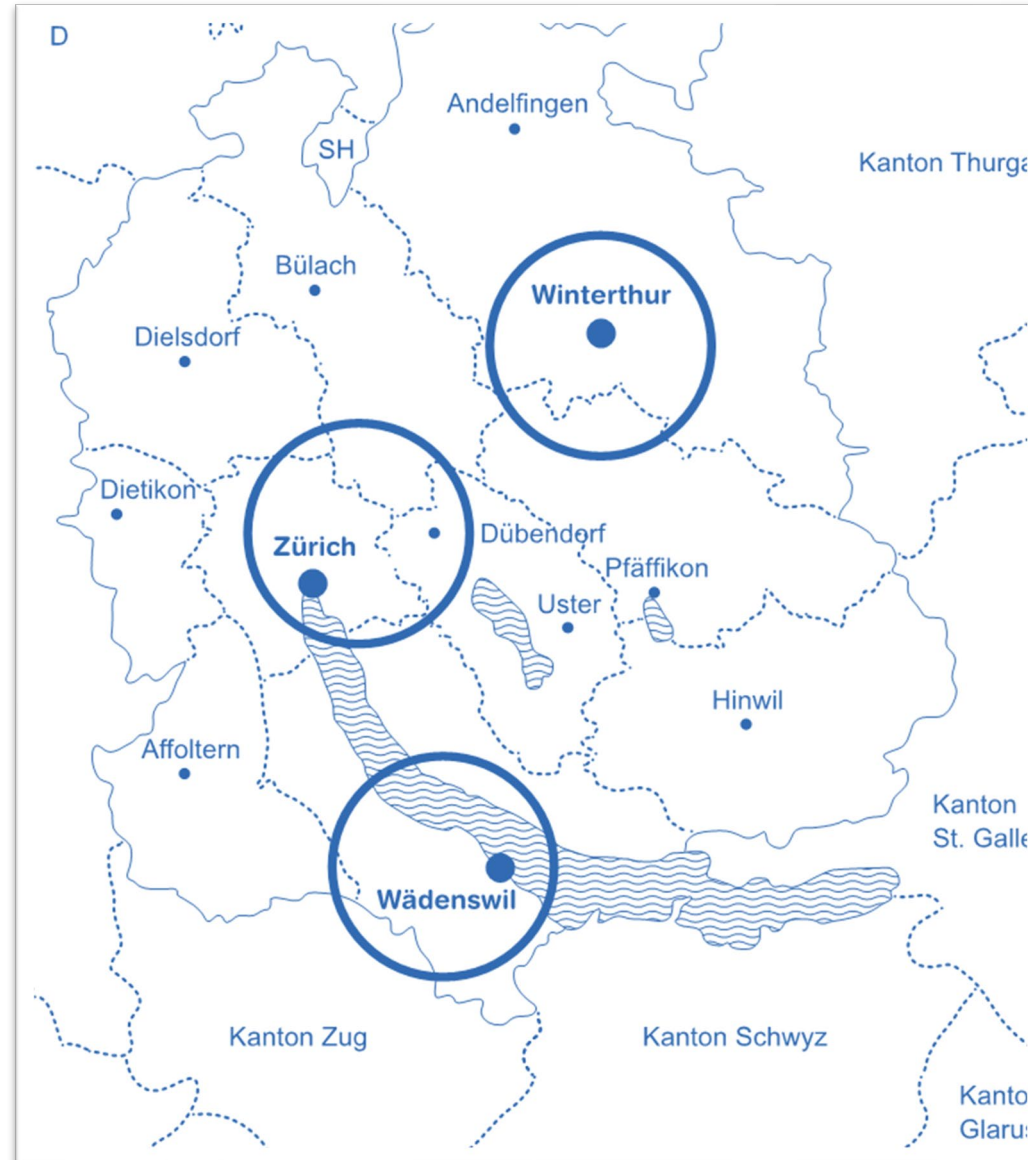 D
Andelfingen
SH
Kanton Thurga
Bülach
Winterthur
Dielsdorf
Dietikon
Zürich
Dübendorf
Pfäffikon
Uster
Hinwil
Affoltern
Kanton
St. Galle
Wädenswil
Kanton Zug
Kanton Schwyz
Kanto
Glarus